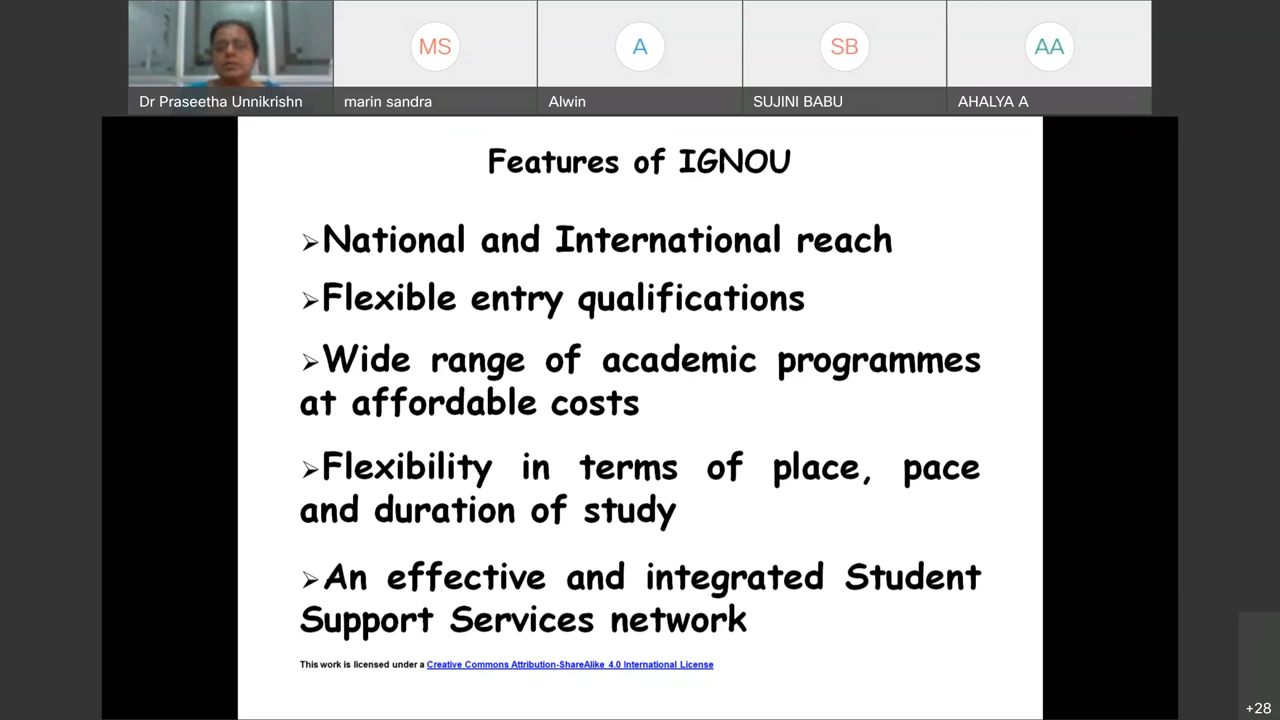 MS
A
SB
AA
Dr Praseetha Unnikrishn
marin sandra
Alwin
SUJINI BABU
AHALYA A
Features of IGNOU
➢National and International reach
➢Flexible entry qualifications
➢Wide range of academic programmes
at affordable costs
➢Flexibility in terms of place, pace
and duration of study
➢An effective and integrated Student
Support Services network
This work is licensed under a Creative Commons Attribution-ShareAlike 4.0 International License
+28